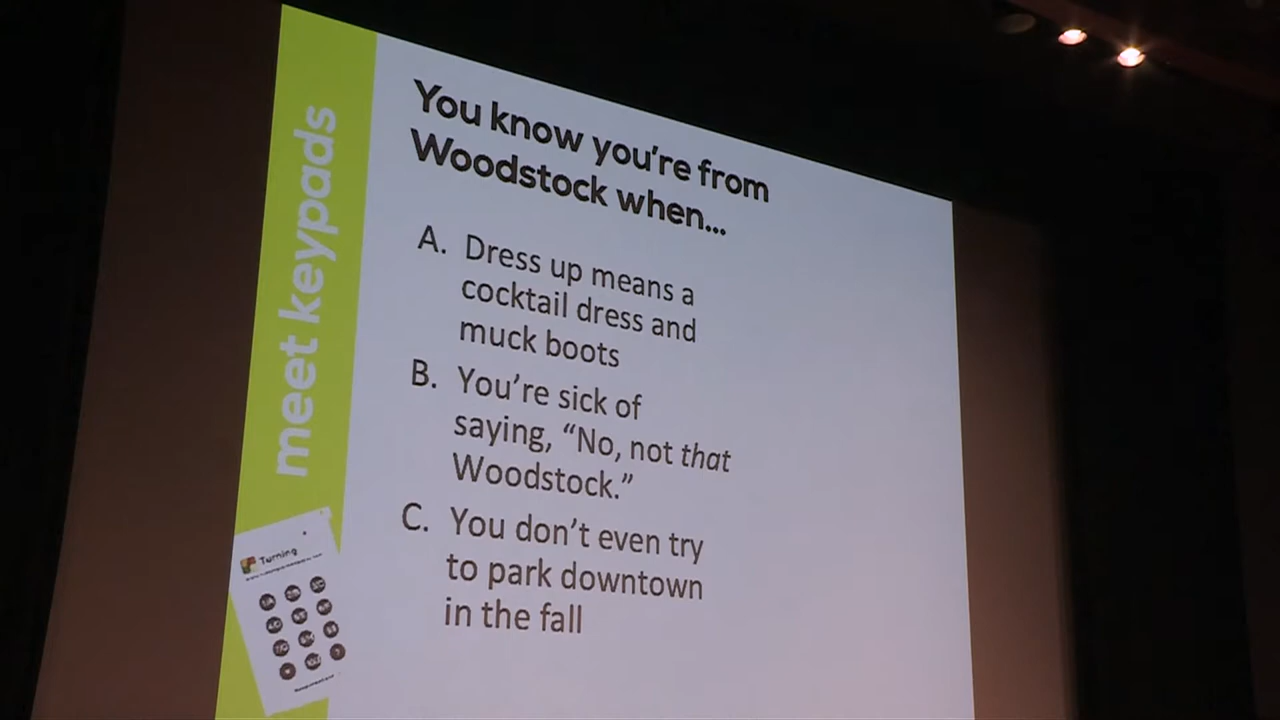 meet keypads
You know you're from
Woodstock when...
A. Dress up means a
cocktail dress and
muck boots
B. You're sick of
saying, “No, not that
Woodstock.”
C. You don't even try
to park downtown
in the fall
Turning